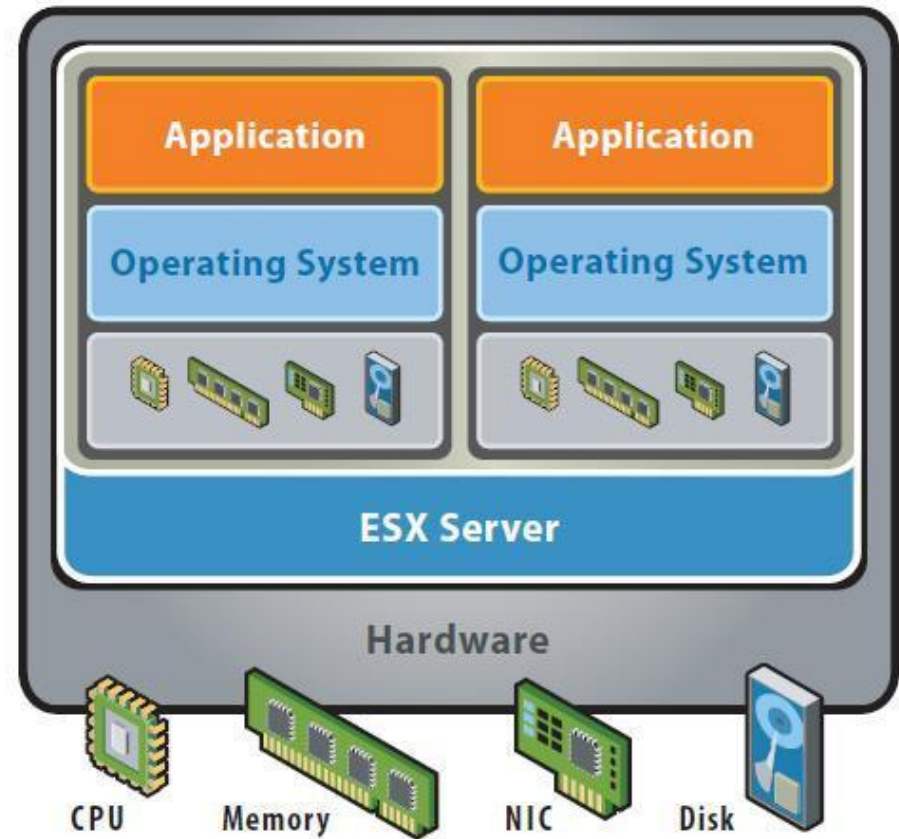 Application
Application
Operating System
Operating System
ESX Server
Hardware
CPU
Memory
NIC
Disk